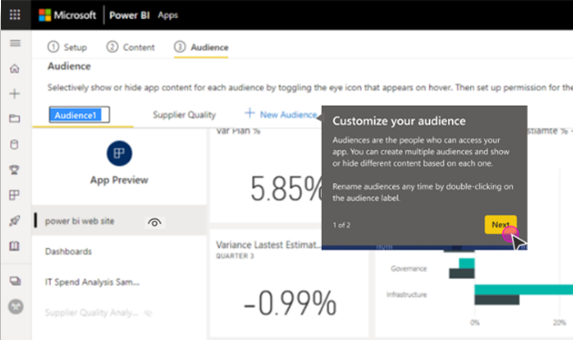 Microsoft Power BI Apps
1 Setup 2 Content 3 Audience
Audience
Selectively show or hide app content for each audience by toggling the eye icon that appears on hover. Then set up permission for the
Audience1 Supplier Quality + New Audience
Customize your audience
Audiences are the people who can access your
app. You can create multiple audiences and show
or hide different content based on each one.
Rename audiences any time by double-clicking on
the audience label
1 of 2 Next
App Preview
power bi web site
Dashboards
IT Spend Analysis Sam...
Supplier Quality Analy...
Var Plan %
5.85%
Variance Lastest Estimat...
QUARTER 3
-0.99%
Governance
Infrastructure
0% 20%